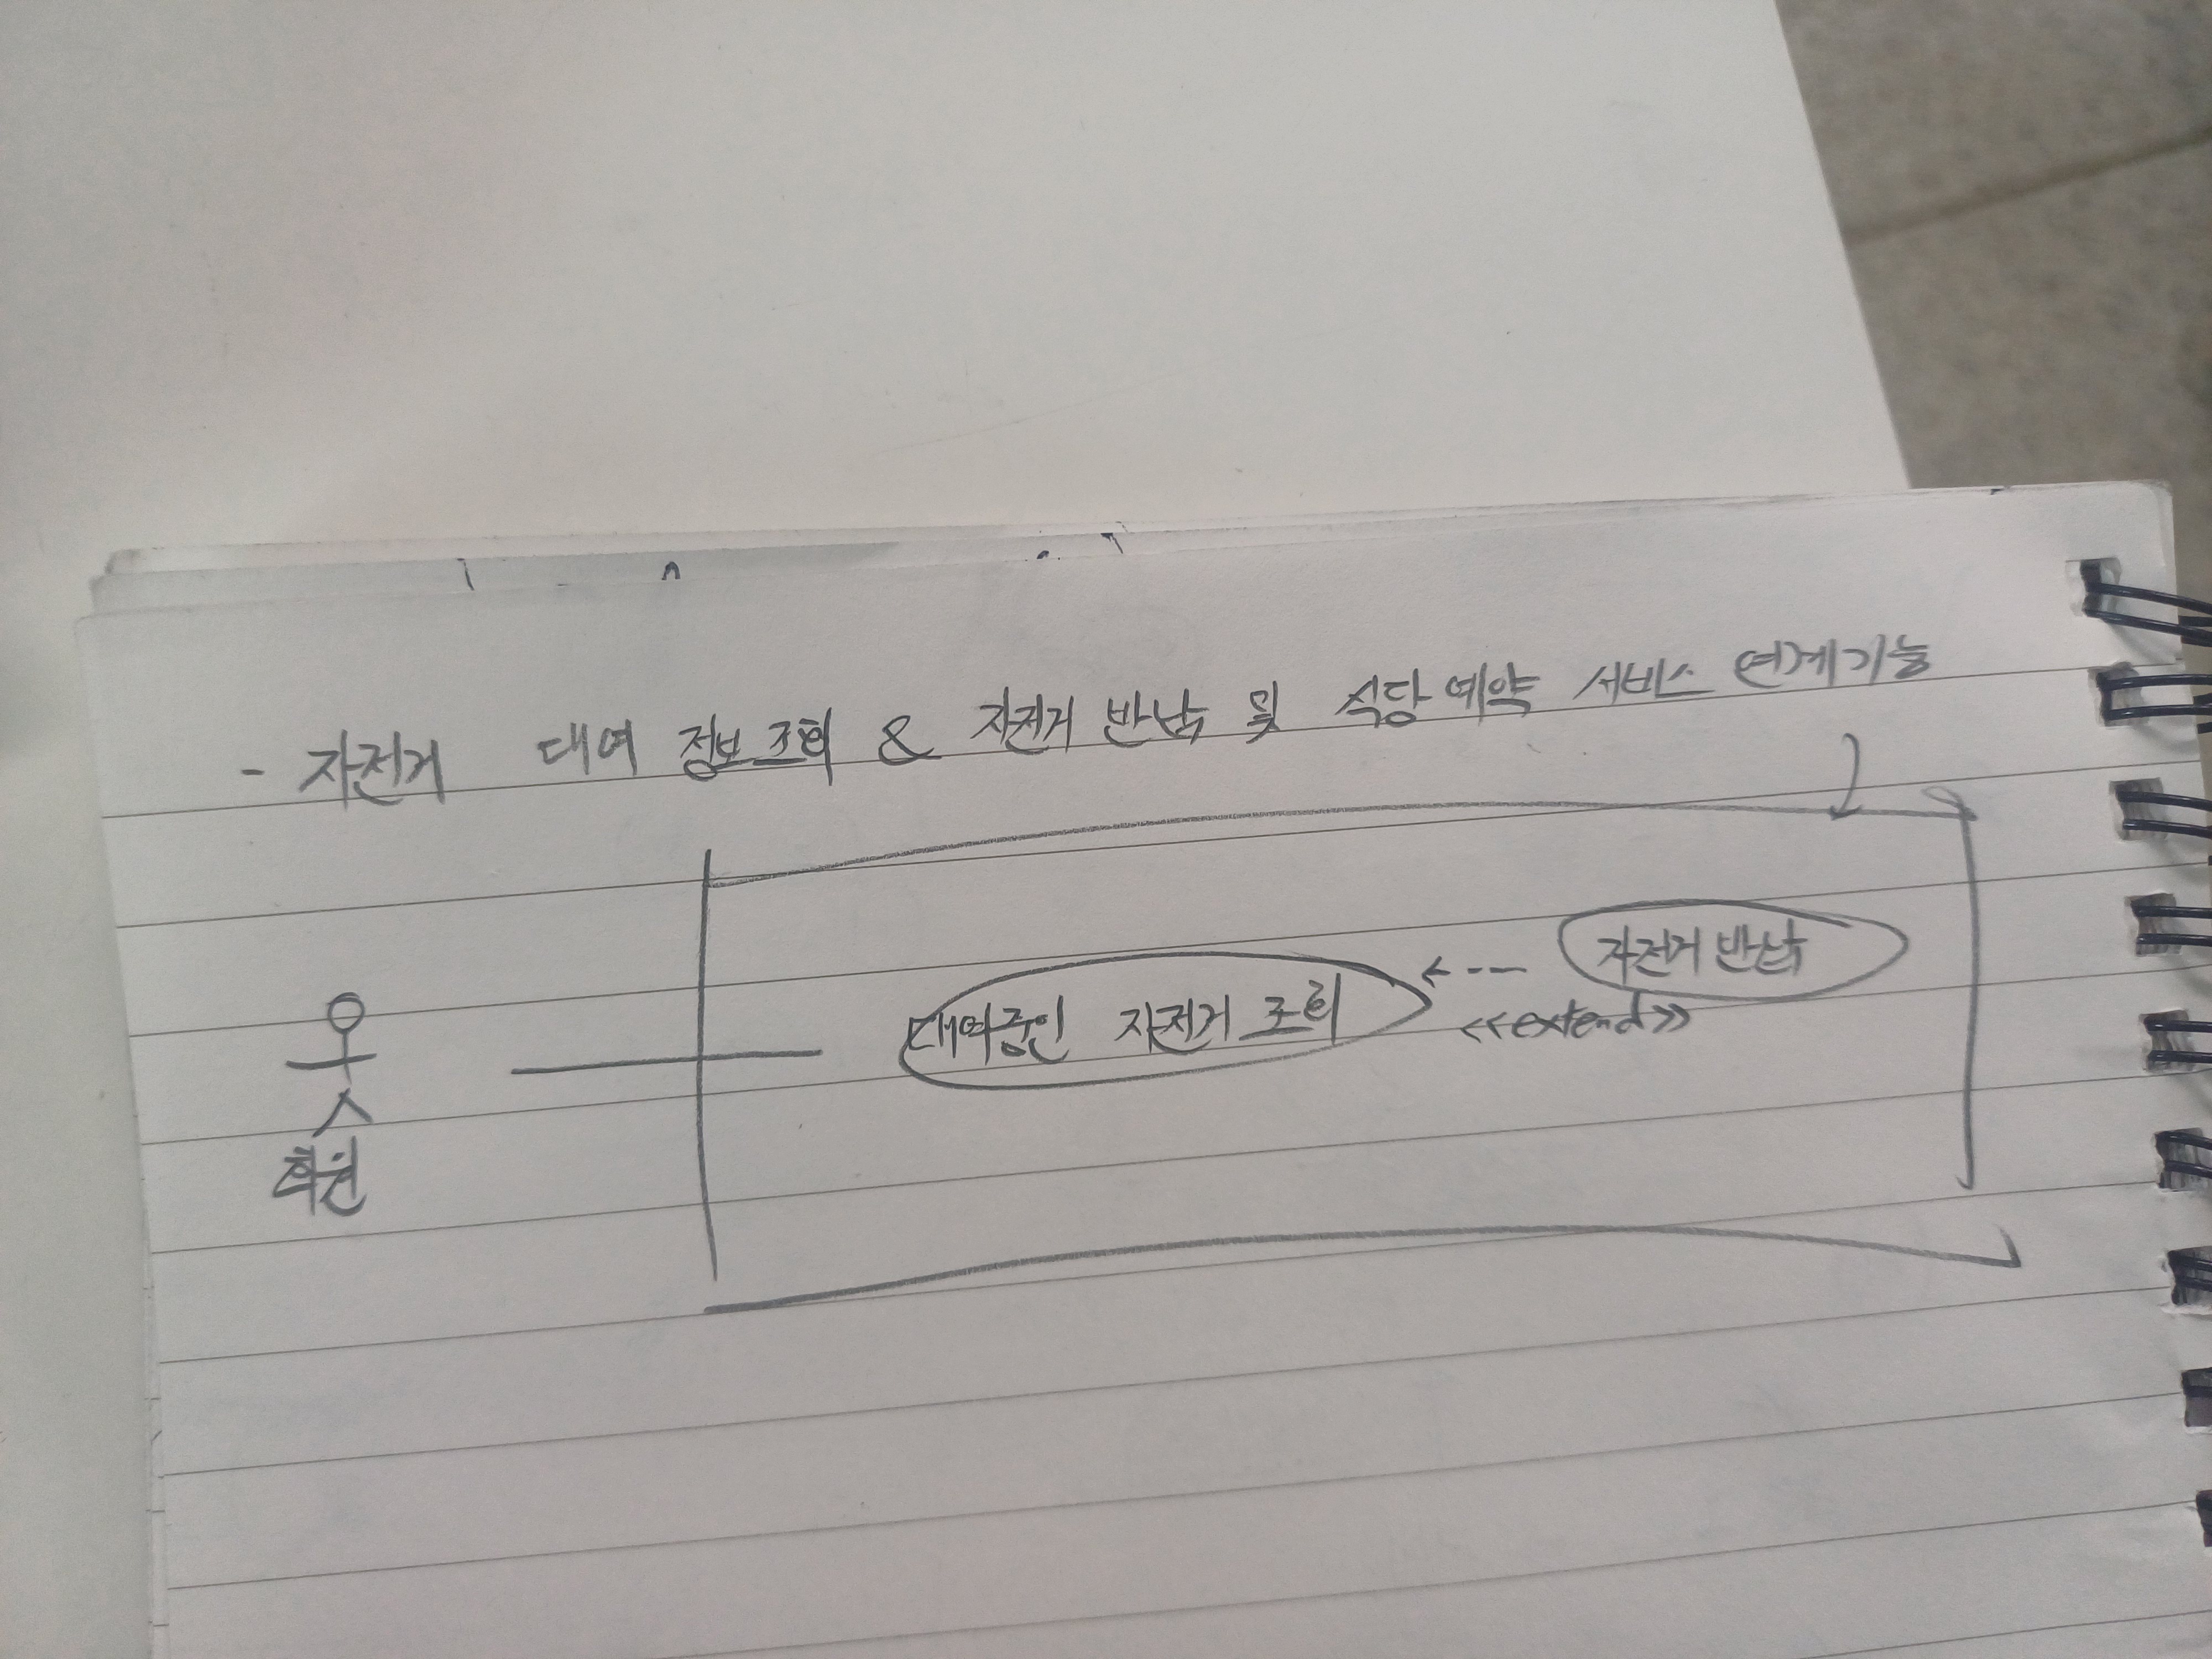 - 자전거 대여 정보 조회 & 자전거 반납 및 식당 예약 서비스 연계기능
자전거 반납
대여중인 자전거 조회
<<extend>>
회원